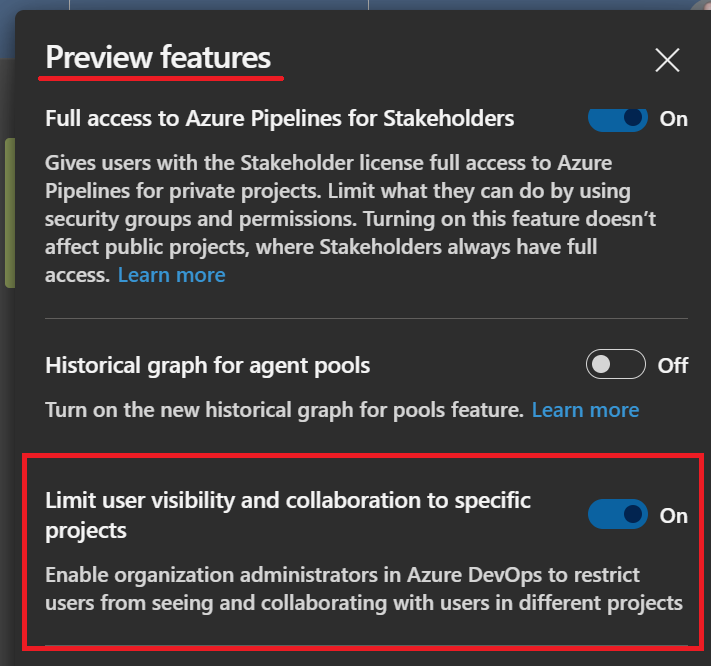 Preview features
Full access to Azure Pipelines for Stakeholders
On
Gives users with the Stakeholder license full access to Azure
Pipelines for private projects. Limit what they can do by using
security groups and permissions. Turning on this feature doesn’t
affect public projects, where Stakeholders always have full
access. Learn more
Historical graph for agent pools
Off
Turn on the new historical graph for pools feature. Learn more
Limit user visibility and collaboration to specific
projects
On
Enable organization administrators in Azure DevOps to restrict
users from seeing and collaborating with users in different projects